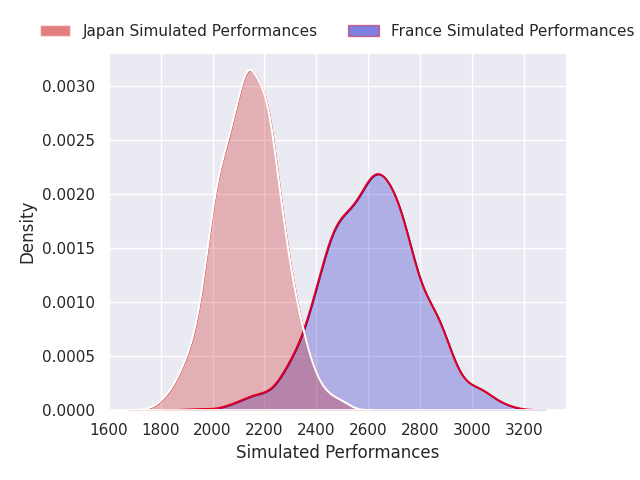 Japan Simulated Performances France Simulated Performances
0.0030
0.0025
0.0020
0.0015
0.0010
0.0005
0.0000
Density
1600 1800 2000 2200 2400 2600 2800 3000 3200
Simulated Performances